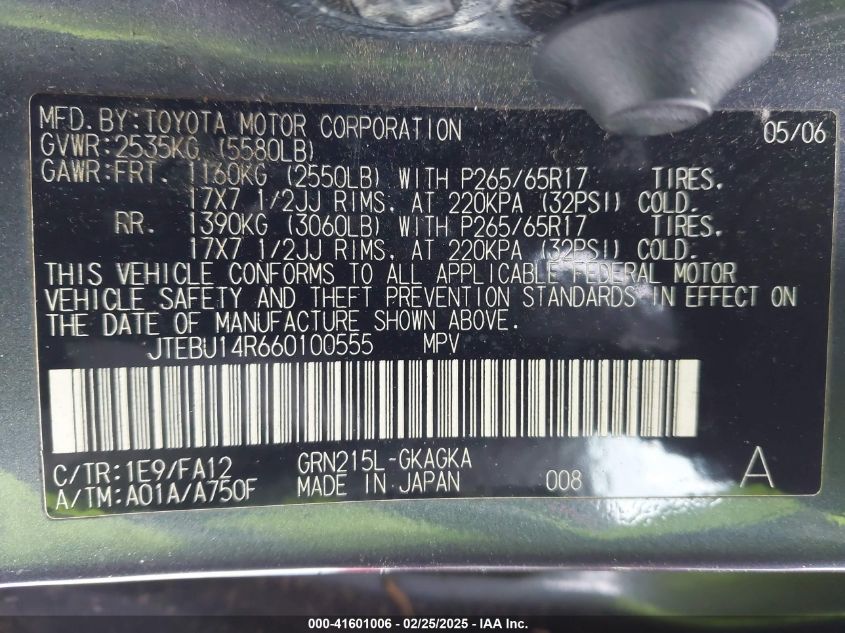 MFD. BY: TOYOTA MOTOR CORPORATION 05/06
GVWR: 2535KG (5580LB)
GAWR: FRT. 1160KG (2550LB) WITH P265/65R17 TIRES.
17X7 1/2JJ RIMS. AT 220KPA (32PSI) COLD.
RR. 1390KG (3060LB) WITH P265/65R17 TIRES.
17X7 1/2JJ RIMS. AT 220KPA (32PSI) COLD.
THIS VEHICLE CONFORMS TO ALL APPLICABLE FEDERAL MOTOR
VEHICLE SAFETY AND THEFT PREVENTION STANDARDS IN EFFECT ON
THE DATE OF MANUFACTURE SHOWN ABOVE.
JTEBU14R660100555 MPV
C/TR: 1E9/FA12 GRN215L-GKAGKA
A/TM: A01A/A750F MADE IN JAPAN 008 A
000-41601006 - 02/25/2025 - IAA Inc.